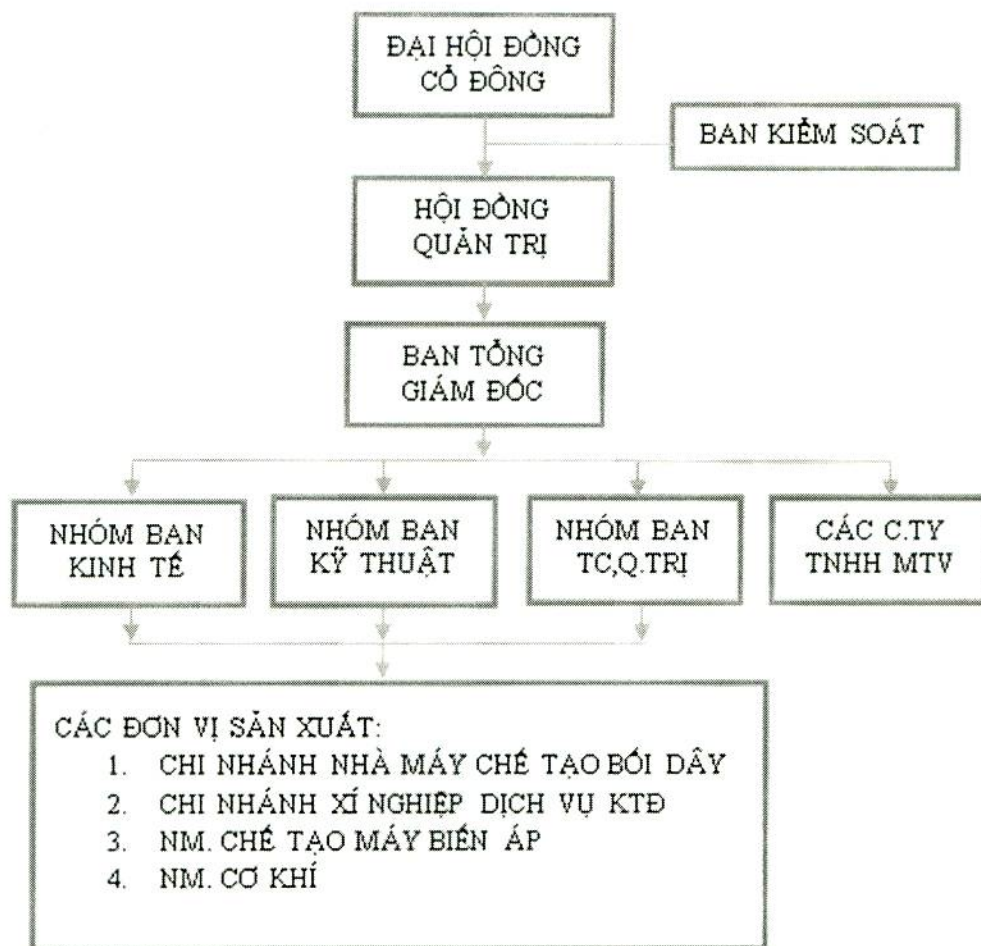 ĐẠI HỘI ĐỒNG
CỔ ĐÔNG
BAN KIỂM SOÁT
HỘI ĐỒNG
QUẢN TRỊ
BAN TỔNG
GIÁM ĐỐC
NHÓM BAN
KINH TẾ
NHÓM BAN
KỸ THUẬT
NHÓM BAN
TC,Q.TRỊ
CÁC C.TY
TNHH MTV
CÁC ĐƠN VỊ SẢN XUẤT:
1. CHI NHÁNH NHÀ MÁY CHẾ TẠO BỐI DÂY
2. CHI NHÁNH XÍ NGHIỆP DỊCH VỤ KTĐ
3. NM. CHẾ TẠO MÁY BIẾN ÁP
4. NM. CƠ KHÍ